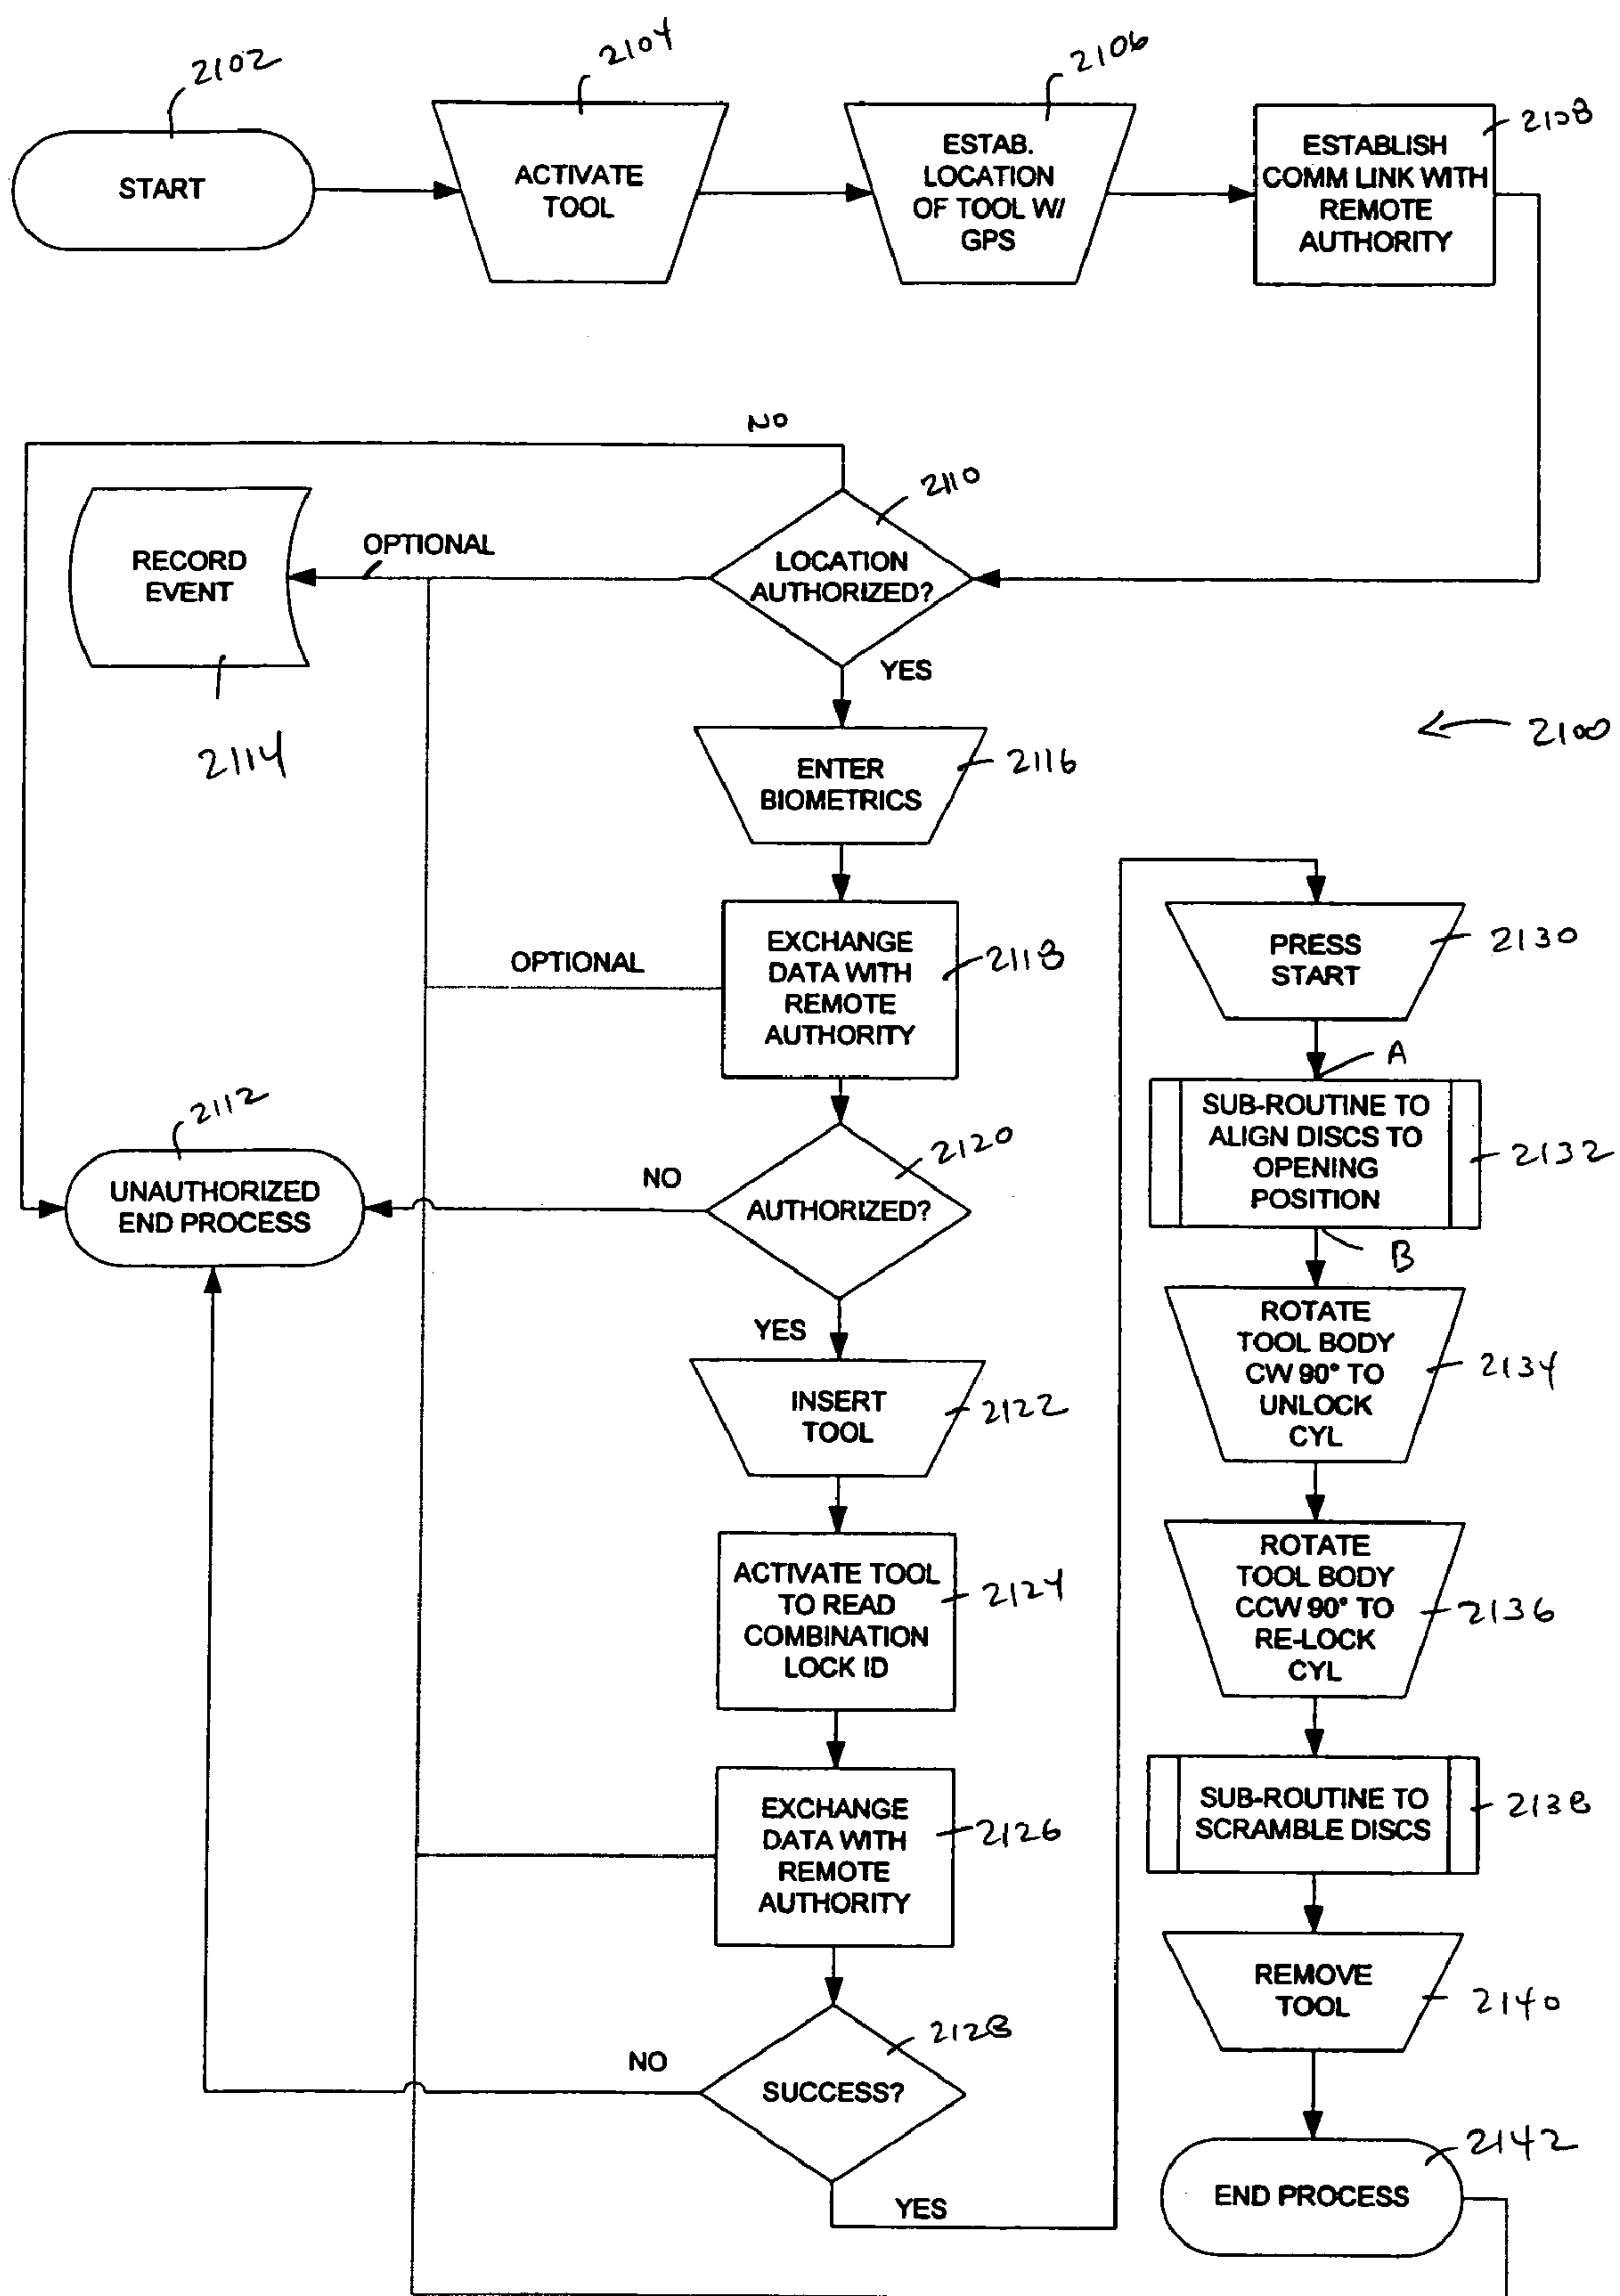 2102
START
2104
ACTIVATE
TOOL
2106
ESTAB.
LOCATION
OF TOOL W/
GPS
2108
ESTABLISH
COMM LINK WITH
REMOTE
AUTHORITY
NO
2110
LOCATION
AUTHORIZED?
OPTIONAL
RECORD
EVENT
2114
YES
2100
ENTER
BIOMETRICS
2116
EXCHANGE
DATA WITH
REMOTE
AUTHORITY
2118
OPTIONAL
2112
UNAUTHORIZED
END PROCESS
NO
2120
AUTHORIZED?
YES
INSERT
TOOL
2122
ACTIVATE TOOL
TO READ
COMBINATION
LOCK ID
2124
EXCHANGE
DATA WITH
REMOTE
AUTHORITY
2126
NO
2128
SUCCESS?
YES
PRESS
START
2130
A
SUB-ROUTINE TO
ALIGN DISCS TO
OPENING
POSITION
2132
B
ROTATE
TOOL BODY
CW 90° TO
UNLOCK
CYL
2134
ROTATE
TOOL BODY
CCW 90° TO
RE-LOCK
CYL
2136
SUB-ROUTINE TO
SCRAMBLE DISCS
2138
REMOVE
TOOL
2140
2142
END PROCESS